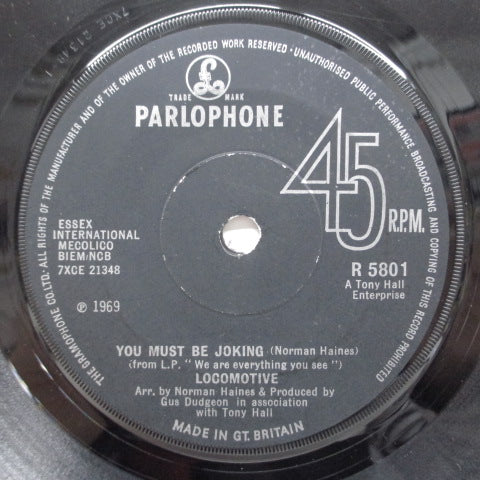 7XCE 21348 1
THE GRAMOPHONE CO.LTD. ALL RIGHTS OF THE MANUFACTURER AND OF THE OWNER OF THE RECORDED WORK RESERVED · UNAUTHORISED PUBLIC PERFORMANCE BROADCASTING AND COPYING OF THIS RECORD PROHIBITED
£
TRADE MARK
PARLOPHONE
45 R.P.M.
ESSEX
INTERNATIONAL
MECOLICO
BIEM/NCB
7XCE 21348
℗ 1969
R 5801
A Tony Hall
Enterprise
YOU MUST BE JOKING (Norman Haines)
(from L.P. "We are everything you see")
LOCOMOTIVE
Arr. by Norman Haines & Produced by
Gus Dudgeon in association
with Tony Hall
MADE IN GT. BRITAIN